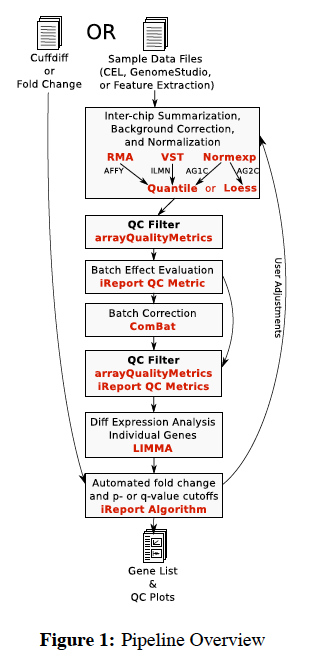 OR
Cuffdiff
or
Fold Change
Sample Data Files
(CEL, GenomeStudio,
or Feature Extraction)
Inter-chip Summarization,
Background Correction,
and Normalization
RMA VST Normexp
AFFY ILMN AG1C AG2C
Quantile or Loess
QC Filter
arrayQualityMetrics
Batch Effect Evaluation
iReport QC Metric
Batch Correction
ComBat
QC Filter
arrayQualityMetrics
iReport QC Metrics
User Adjustments
Diff Expression Analysis
Individual Genes
LIMMA
Automated fold change
and p- or q-value cutoffs
iReport Algorithm
Gene List
&
QC Plots
Figure 1: Pipeline Overview